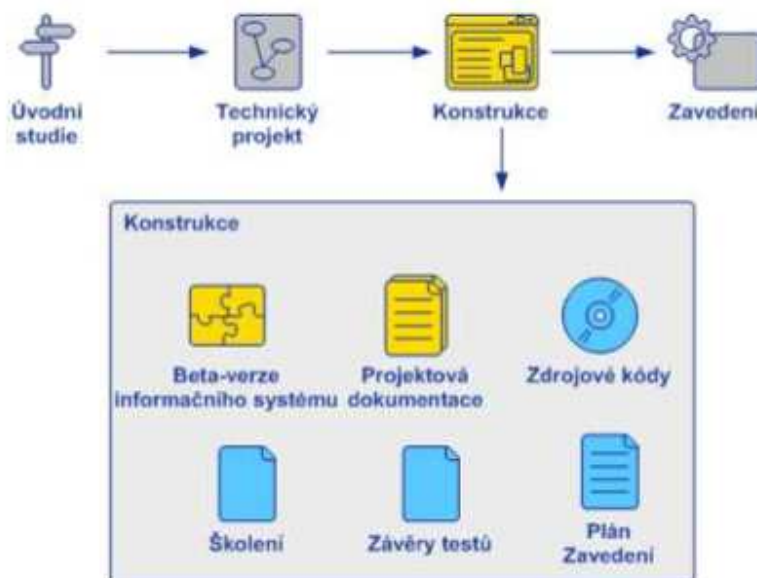 Úvodní
studie
Technický
projekt
Konstrukce
Zavedení
Konstrukce
Beta-verze
informačního systému
Projektová
dokumentace
Zdrojové kódy
Školení
Závěry testů
Plán
Zavedení